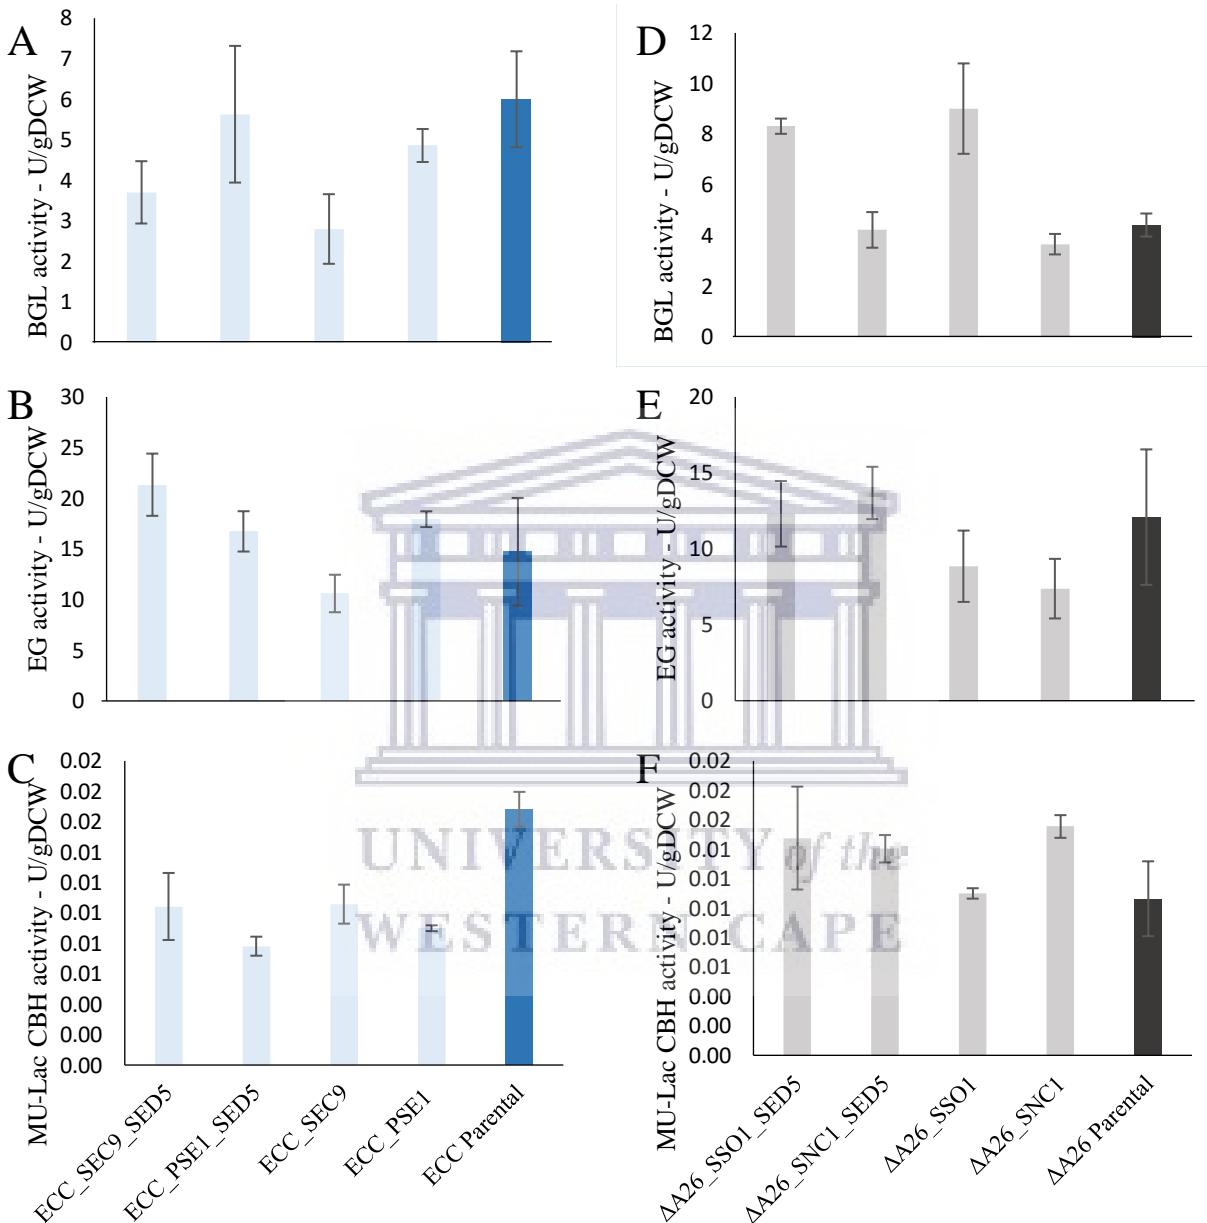 A
BGL activity - U/gDCW
8
7
6
5
4
3
2
1
0
D
BGL activity - U/gDCW
12
10
8
6
4
2
0
B
EG activity - U/gDCW
30
25
20
15
10
5
0
E
EG activity - U/gDCW
20
15
10
5
0
C
MU-Lac CBH activity - U/gDCW
0.02
0.02
0.02
0.01
0.01
0.01
0.01
0.01
0.00
0.00
0.00
ECC_SEC9_SED5
ECC_PSE1_SED5
ECC_SEC9
ECC_PSE1
ECC Parental
F
MU-Lac CBH activity - U/gDCW
0.02
0.02
0.02
0.01
0.01
0.01
0.01
0.01
0.00
0.00
0.00
ΔA26_SSO1_SED5
ΔA26_SNC1_SED5
ΔA26_SSO1
ΔA26_SNC1
ΔA26 Parental
UNIVERSITY of the
WESTERN CAPE